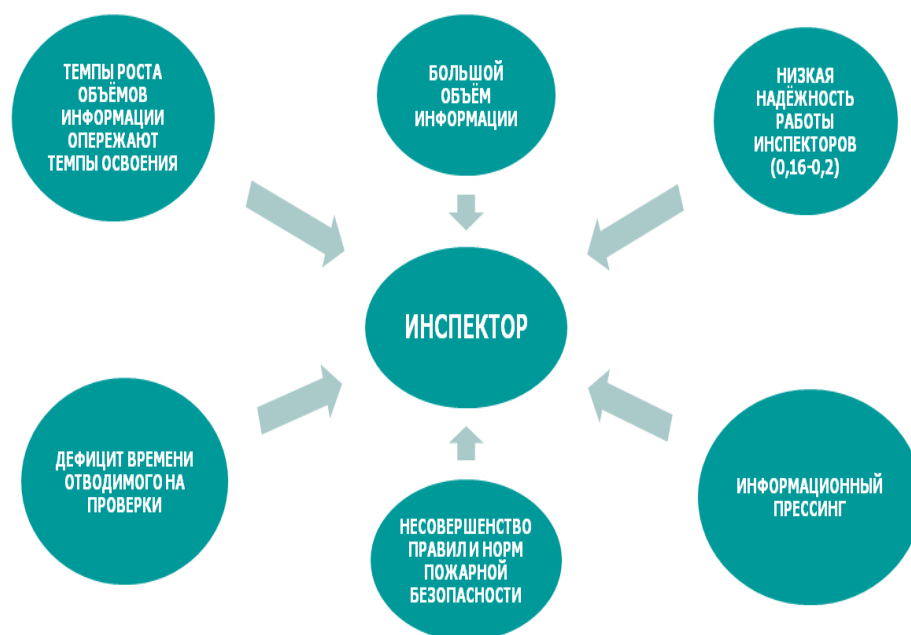 ТЕМПЫ РОСТА
ОБЪЁМОВ
ИНФОРМАЦИИ
ОПЕРЕЖАЮТ
ТЕМПЫ ОСВОЕНИЯ
БОЛЬШОЙ
ОБЪЁМ
ИНФОРМАЦИИ
НИЗКАЯ
НАДЁЖНОСТЬ
РАБОТЫ
ИНСПЕКТОРОВ
(0,16-0,2)
ИНСПЕКТОР
ДЕФИЦИТ ВРЕМЕНИ
ОТВОДИМОГО НА
ПРОВЕРКИ
НЕСОВЕРШЕНСТВО
ПРАВИЛ И НОРМ
ПОЖАРНОЙ
БЕЗОПАСНОСТИ
ИНФОРМАЦИОННЫЙ
ПРЕССИНГ